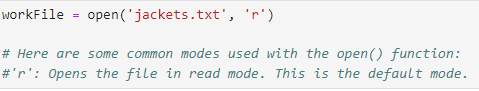 workFile = open('jackets.txt', 'r')
# Here are some common modes used with the open() function:
#'r': Opens the file in read mode. This is the default mode.